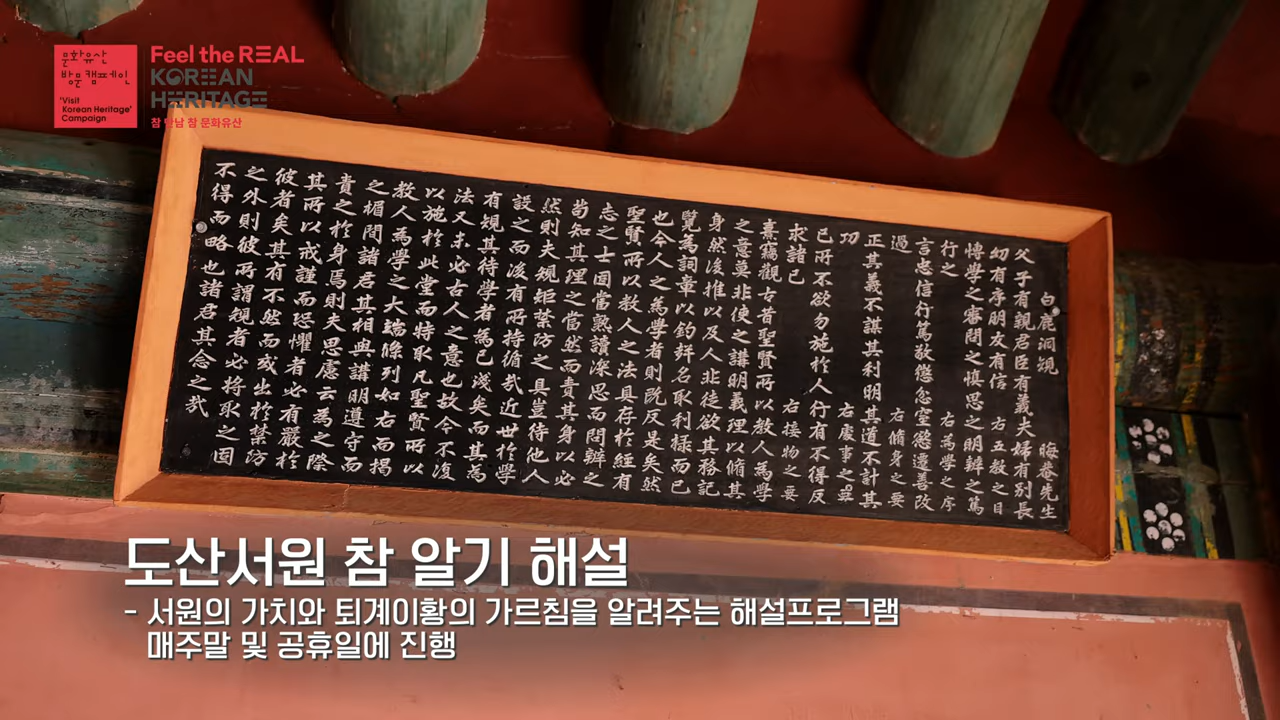 문화유산
방문 캠페인
'Visit
Korean Heritage'
Campaign
Feel the REAL
KOREAN
HERITAGE
참 만남 참 문화유산
白鹿洞規 晦菴先生
父子有親君臣有義夫婦有別長
幼有序朋友有信 右五敎之目
愽學之審問之慎思之明辨之篤
行之 右為學之序
言忠信行篤敬懲忿窒慾遷善改
過 右脩身之要
正其義不謀其利明其道不計其
功 右處事之要
己所不欲勿施於人行有不得反
求諸己 右接物之要
熹竊觀古昔聖賢所以敎人為學
之意莫非使之講明義理以脩其
身然後推以及人非徒欲其務記
覽為詞章以釣聲名取利祿而已
也今人之為學者則旣反是矣然
聖賢所以敎人之法具存於經有
志之士固當熟讀深思而問辨之
苟知其理之當然而責其身以必
然則夫規矩禁防之具豈待他人
設之而後有所持循哉近世於學
有規其待學者為已淺矣而其為
法又未必古人之意也故今不復
以施於此堂而特取凡聖賢所以
敎人為學之大端條列如右而揭
之楣間諸君其相與講明遵守而
責之於身焉則夫思慮云為之際
其所以戒謹而恐懼者必有嚴於
彼者矣其有不然而或出於禁防
之外則彼所謂規者必將取之固
不得而略也諸君其念之哉
도산서원 참 알기 해설
- 서원의 가치와 퇴계이황의 가르침을 알려주는 해설프로그램
매주말 및 공휴일에 진행